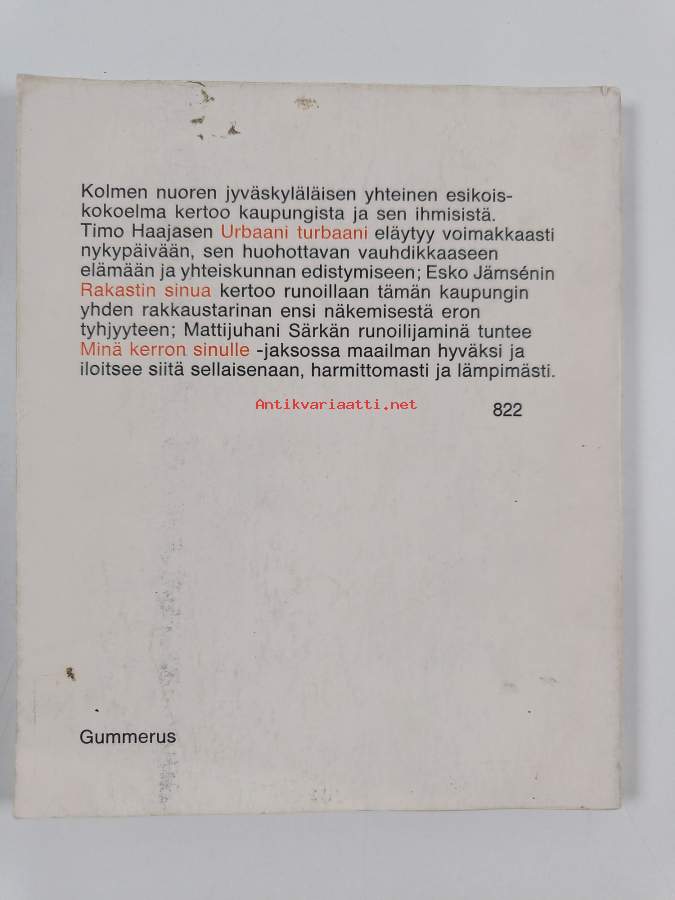 Kolmen nuoren jyväskyläläisen yhteinen esikois-
kokoelma kertoo kaupungista ja sen ihmisistä.
Timo Haajasen Urbaani turbaani eläytyy voimakkaasti
nykypäivään, sen huohottavan vauhdikkaaseen
elämään ja yhteiskunnan edistymiseen; Esko Jämsénin
Rakastin sinua kertoo runoillaan tämän kaupungin
yhden rakkaustarinan ensi näkemisestä eron
tyhjyyteen; Mattijuhani Särkän runoilijaminä tuntee
Minä kerron sinulle -jaksossa maailman hyväksi ja
iloitsee siitä sellaisenaan, harmittomasti ja lämpimästi.
Antikvariaatti.net
822
Gummerus